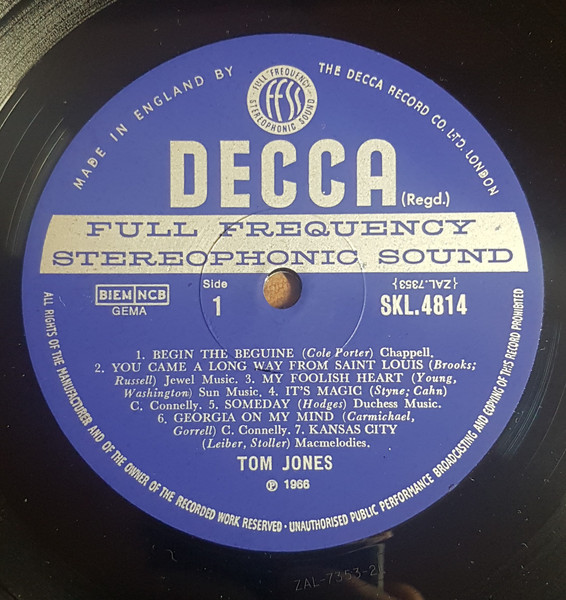 MADE IN ENGLAND BY
THE DECCA RECORD CO. LTD. LONDON
FULL FREQUENCY
ffss
STEREOPHONIC SOUND
DECCA (Regd.)
FULL FREQUENCY
STEREOPHONIC SOUND
BIEM NCB
GEMA
Side
1
{ZAL.7353}
SKL.4814
1. BEGIN THE BEGUINE (Cole Porter) Chappell.
2. YOU CAME A LONG WAY FROM SAINT LOUIS (Brooks;
Russell) Jewel Music. 3. MY FOOLISH HEART (Young,
Washington) Sun Music. 4. IT'S MAGIC (Styne; Cahn)
C. Connelly. 5. SOMEDAY (Hodges) Duchess Music.
6. GEORGIA ON MY MIND (Carmichael,
Gorrell) C. Connelly. 7. KANSAS CITY
(Leiber, Stoller) Macmelodies.
TOM JONES
℗ 1966
ALL RIGHTS OF THE MANUFACTURER AND OF THE OWNER OF THE RECORDED WORK RESERVED · UNAUTHORISED PUBLIC PERFORMANCE BROADCASTING AND COPYING OF THIS RECORD PROHIBITED